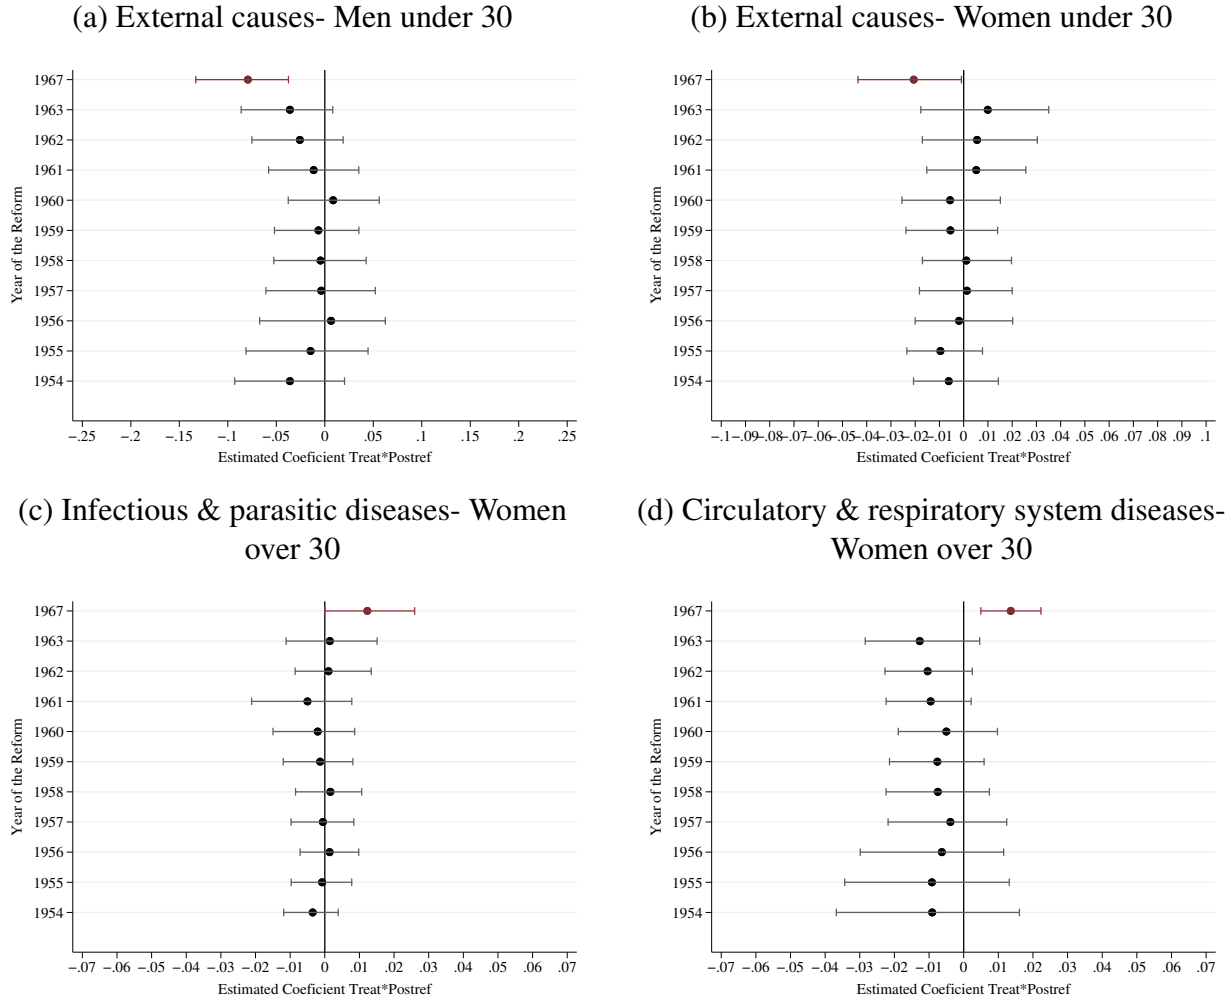 (a) External causes- Men under 30
1967
1963
1962
1961
1960
1959
1958
1957
1956
1955
1954
Year of the Reform
−.25 −.2 −.15 −.1 −.05 0 .05 .1 .15 .2 .25
Estimated Coeficient Treat*Postref
(b) External causes- Women under 30
1967
1963
1962
1961
1960
1959
1958
1957
1956
1955
1954
Year of the Reform
−.1 −.09 −.08 −.07 −.06 −.05 −.04 −.03 −.02 −.01 0 .01 .02 .03 .04 .05 .06 .07 .08 .09 .1
Estimated Coeficient Treat*Postref
(c) Infectious & parasitic diseases- Women
over 30
1967
1963
1962
1961
1960
1959
1958
1957
1956
1955
1954
Year of the Reform
−.07 −.06 −.05 −.04 −.03 −.02 −.01 0 .01 .02 .03 .04 .05 .06 .07
Estimated Coeficient Treat*Postref
(d) Circulatory & respiratory system diseases-
Women over 30
1967
1963
1962
1961
1960
1959
1958
1957
1956
1955
1954
Year of the Reform
−.07 −.06 −.05 −.04 −.03 −.02 −.01 0 .01 .02 .03 .04 .05 .06 .07
Estimated Coeficient Treat*Postref